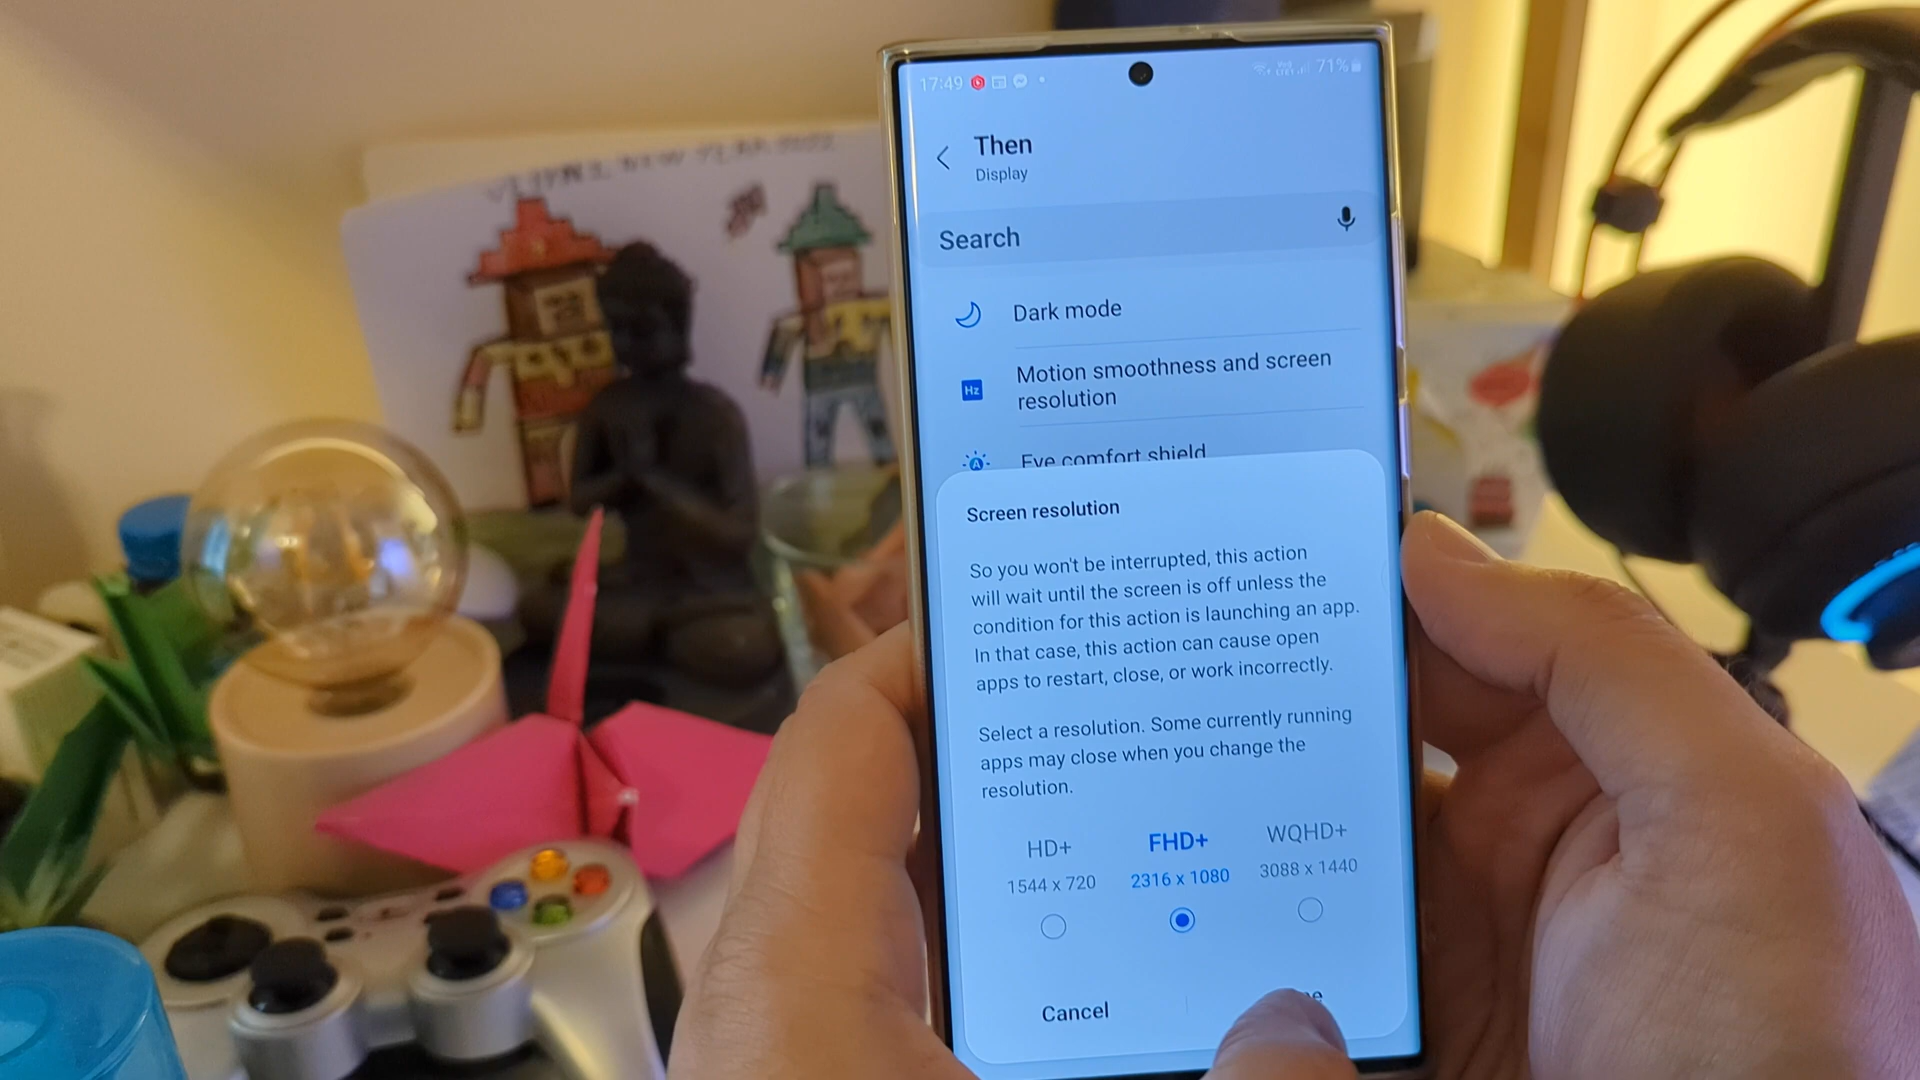 17:49
71%
Then
Display
Search
Dark mode
Hz
Motion smoothness and screen
resolution
A
Eye comfort shield
Screen resolution
So you won't be interrupted, this action
will wait until the screen is off unless the
condition for this action is launching an app.
In that case, this action can cause open
apps to restart, close, or work incorrectly.
Select a resolution. Some currently running
apps may close when you change the
resolution.
HD+ FHD+ WQHD+
1544 x 720 2316 x 1080 3088 x 1440
Cancel
NEW YEAR 2022